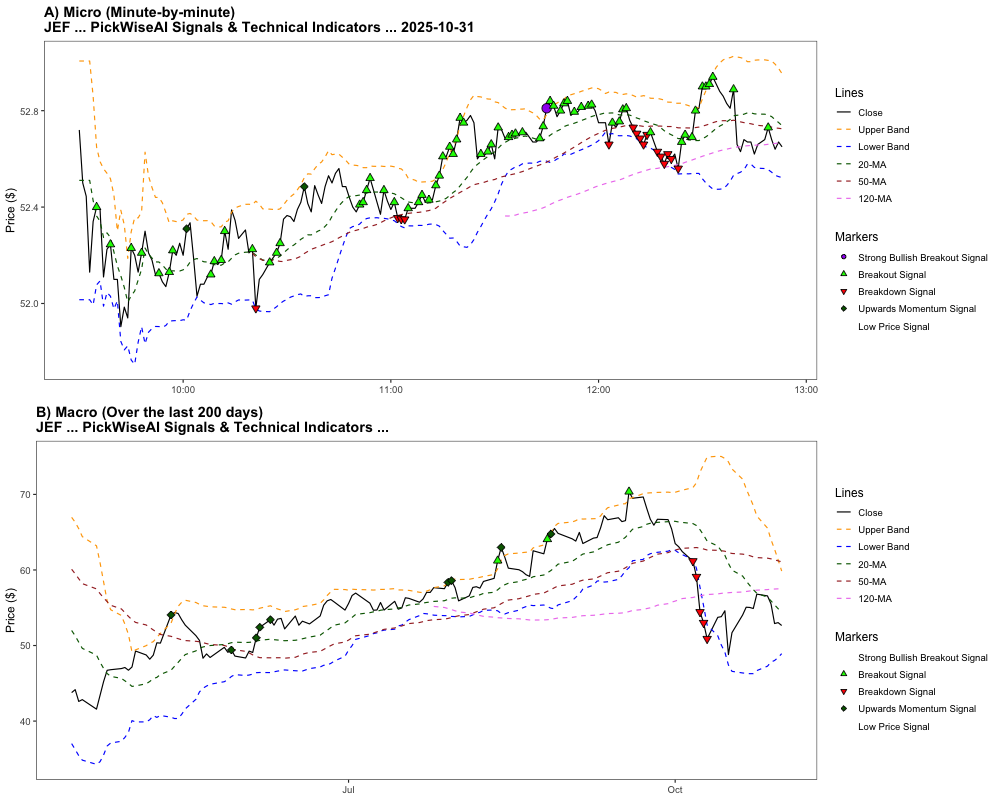 A) Micro (Minute-by-minute)
JEF ... PickWiseAI Signals & Technical Indicators ... 2025-10-31
Price ($)
52.8
52.4
52.0
10:00
11:00
12:00
13:00
Lines
Close
Upper Band
Lower Band
20-MA
50-MA
120-MA
Markers
Strong Bullish Breakout Signal
Breakout Signal
Breakdown Signal
Upwards Momentum Signal
Low Price Signal
B) Macro (Over the last 200 days)
JEF ... PickWiseAI Signals & Technical Indicators ...
Price ($)
70
60
50
40
Jul
Oct
Lines
Close
Upper Band
Lower Band
20-MA
50-MA
120-MA
Markers
Strong Bullish Breakout Signal
Breakout Signal
Breakdown Signal
Upwards Momentum Signal
Low Price Signal